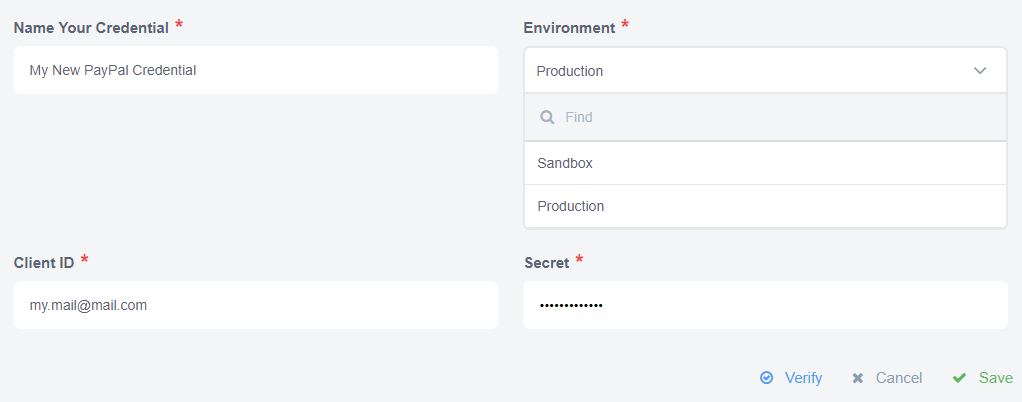 Name Your Credential *
Environment *
My New PayPal Credential
Production
Find
Sandbox
Production
Client ID *
Secret *
my.mail@mail.com
•••••••••••••
Verify
Cancel
Save